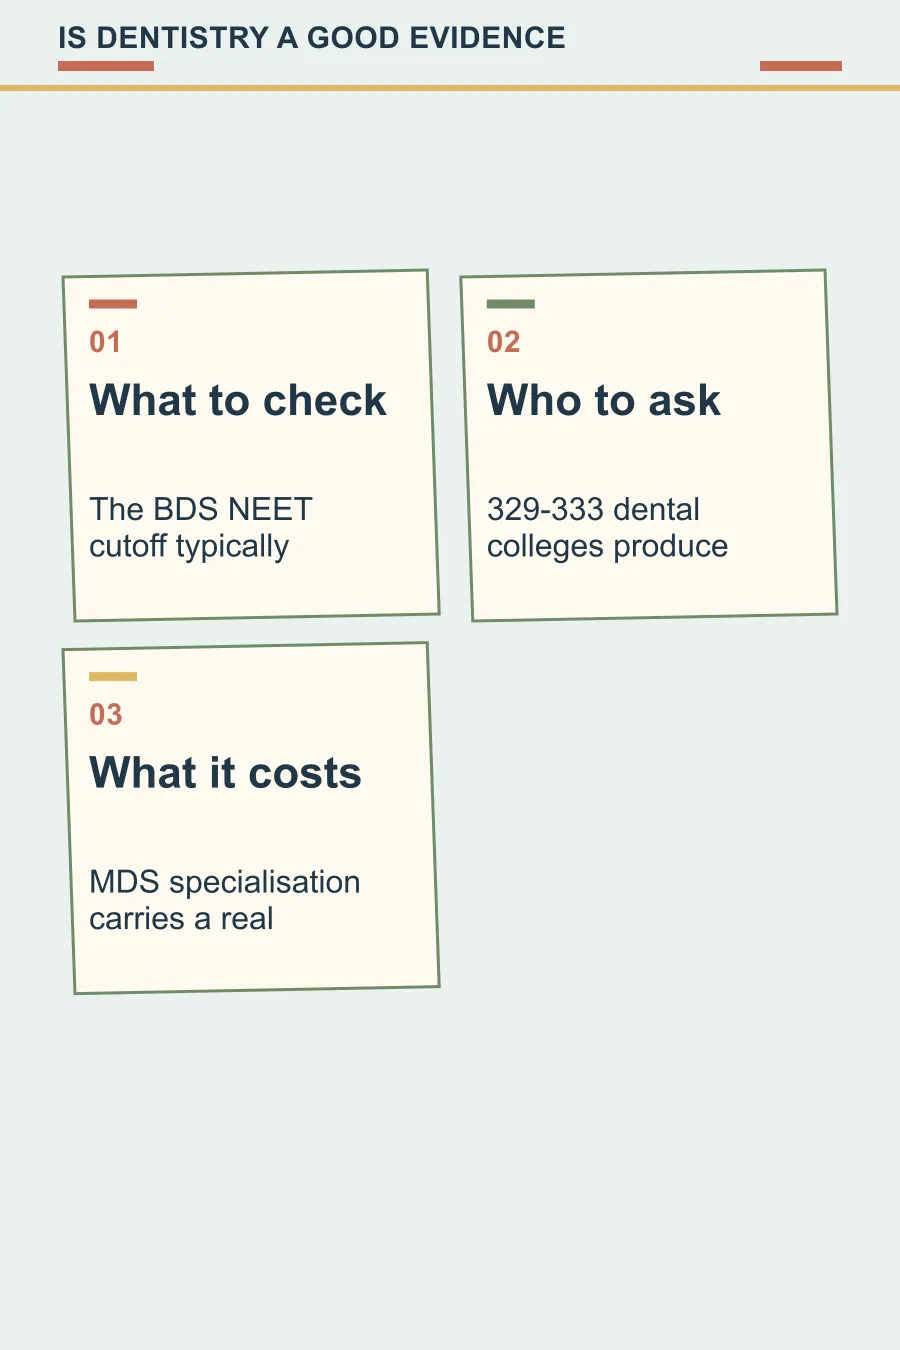 IS DENTISTRY A GOOD EVIDENCE
01
What to check
The BDS NEET
cutoff typically
02
Who to ask
329-333 dental
colleges produce
03
What it costs
MDS specialisation
carries a real